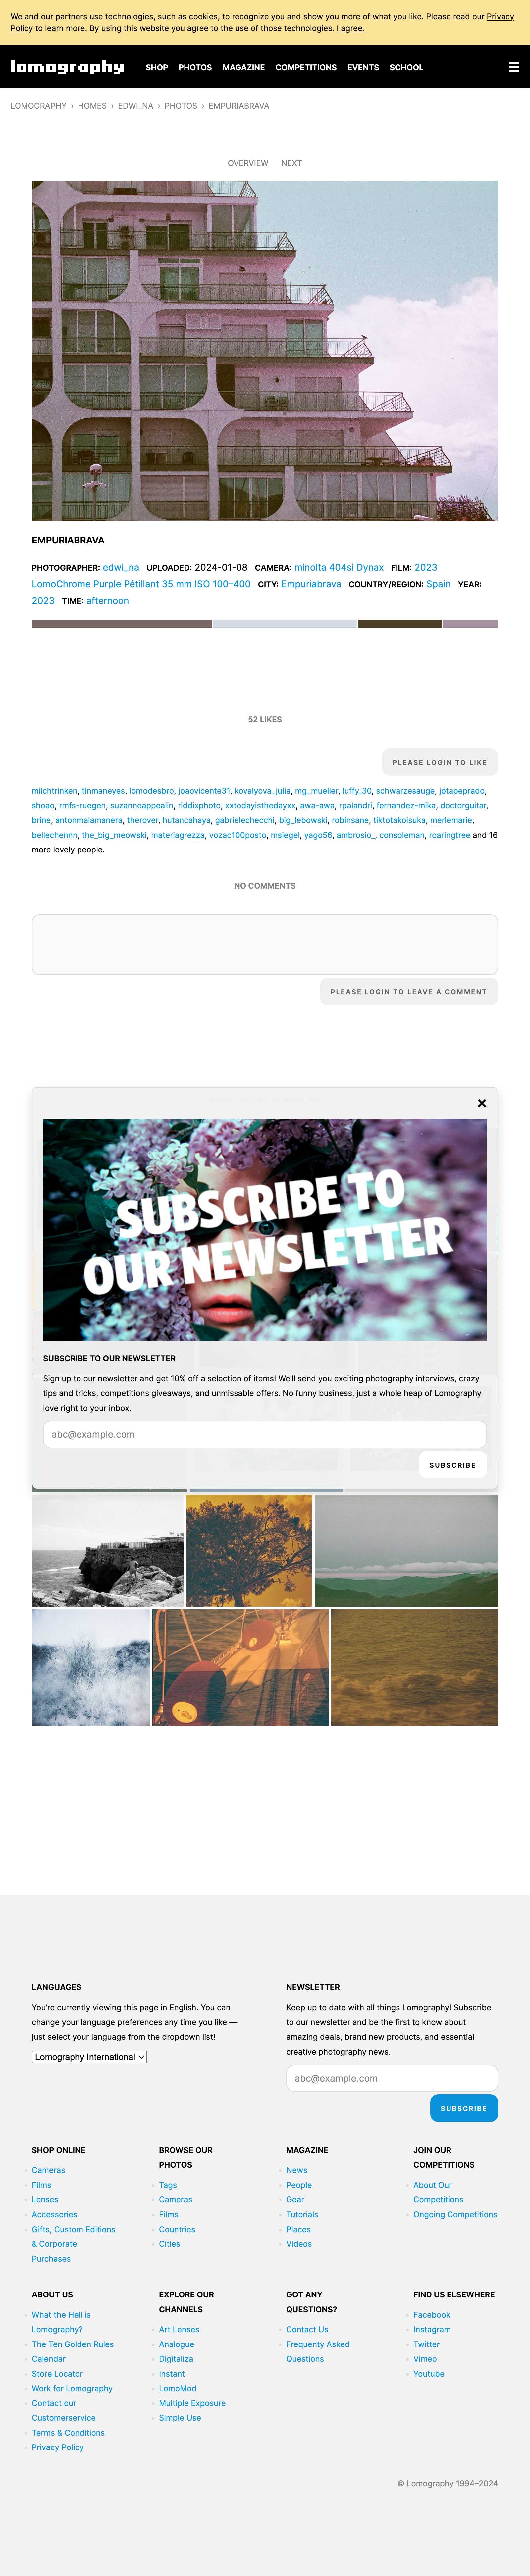 We and our partners use technologies, such as cookies, to recognize you and show you more of what you like. Please read our Privacy
Policy to learn more. By using this website you agree to the use of those technologies. I agree.
lomography
SHOP PHOTOS MAGAZINE COMPETITIONS EVENTS SCHOOL
LOMOGRAPHY › HOMES › EDWI_NA › PHOTOS › EMPURIABRAVA
OVERVIEW NEXT
EMPURIABRAVA
PHOTOGRAPHER: edwi_na UPLOADED: 2024-01-08 CAMERA: minolta 404si Dynax FILM: 2023
LomoChrome Purple Pétillant 35 mm ISO 100–400 CITY: Empuriabrava COUNTRY/REGION: Spain YEAR:
2023 TIME: afternoon
52 LIKES
PLEASE LOGIN TO LIKE
milchtrinken, tinmaneyes, lomodesbro, joaovicente31, kovalyova_julia, mg_mueller, luffy_30, schwarzesauge, jotapeprado,
shoao, rmfs-ruegen, suzanneappealin, riddixphoto, xxtodayisthedayxx, awa-awa, rpalandri, fernandez-mika, doctorguitar,
brine, antonmalamanera, therover, hutancahaya, gabrielechecchi, big_lebowski, robinsane, tiktotakoisuka, merlemarie,
bellechennn, the_big_meowski, materiagrezza, vozac100posto, msiegel, yago56, ambrosio_, consoleman, roaringtree and 16
more lovely people.
NO COMMENTS
PLEASE LOGIN TO LEAVE A COMMENT
SUBSCRIBE TO
OUR NEWSLETTER
SUBSCRIBE TO OUR NEWSLETTER
Sign up to our newsletter and get 10% off a selection of items! We'll send you exciting photography interviews, crazy
tips and tricks, competitions giveaways, and unmissable offers. No funny business, just a whole heap of Lomography
love right to your inbox.
abc@example.com
SUBSCRIBE
LANGUAGES
You're currently viewing this page in English. You can
change your language preferences any time you like —
just select your language from the dropdown list!
Lomography International
NEWSLETTER
Keep up to date with all things Lomography! Subscribe
to our newsletter and be the first to know about
amazing deals, brand new products, and essential
creative photography news.
abc@example.com
SUBSCRIBE
SHOP ONLINE
Cameras
Films
Lenses
Accessories
Gifts, Custom Editions
& Corporate
Purchases
BROWSE OUR
PHOTOS
Tags
Cameras
Films
Countries
Cities
MAGAZINE
News
People
Gear
Tutorials
Places
Videos
JOIN OUR
COMPETITIONS
About Our
Competitions
Ongoing Competitions
ABOUT US
What the Hell is
Lomography?
The Ten Golden Rules
Calendar
Store Locator
Work for Lomography
Contact our
Customerservice
Terms & Conditions
Privacy Policy
EXPLORE OUR
CHANNELS
Art Lenses
Analogue
Digitaliza
Instant
LomoMod
Multiple Exposure
Simple Use
GOT ANY
QUESTIONS?
Contact Us
Frequenty Asked
Questions
FIND US ELSEWHERE
Facebook
Instagram
Twitter
Vimeo
Youtube
© Lomography 1994–2024